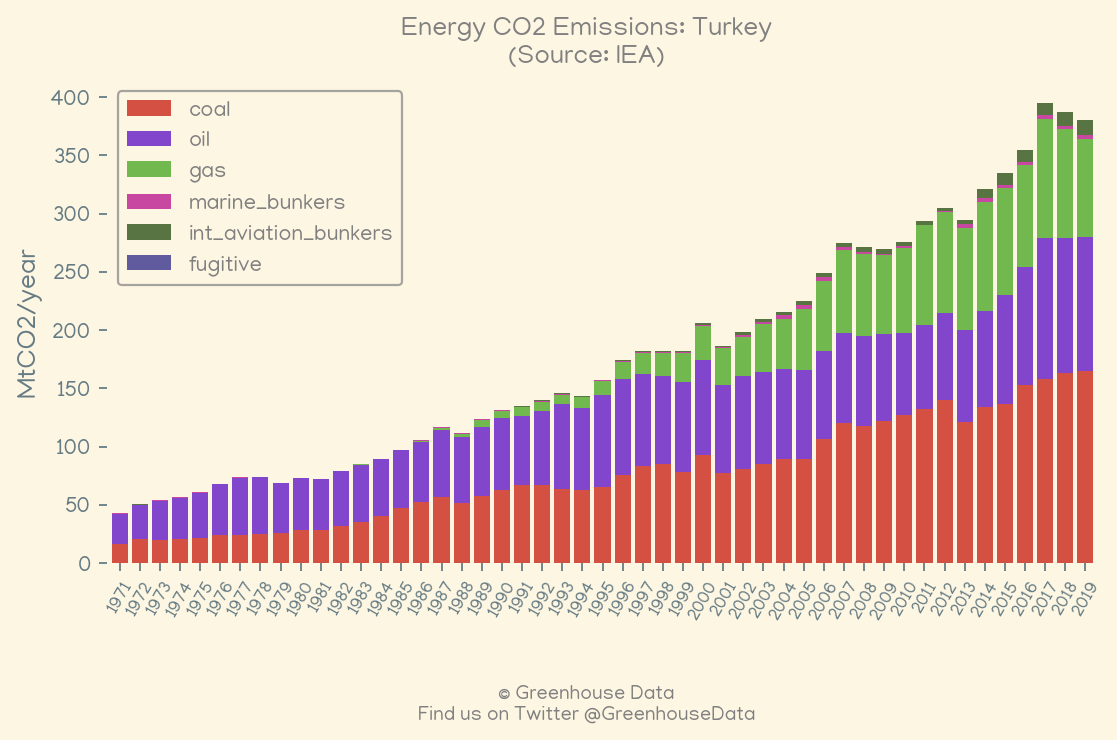 Energy CO2 Emissions: Turkey
(Source: IEA)
MtCO2/year
400
350
300
250
200
150
100
50
0
coal
oil
gas
marine_bunkers
int_aviation_bunkers
fugitive
1971 1972 1973 1974 1975 1976 1977 1978 1979 1980 1981 1982 1983 1984 1985 1986 1987 1988 1989 1990 1991 1992 1993 1994 1995 1996 1997 1998 1999 2000 2001 2002 2003 2004 2005 2006 2007 2008 2009 2010 2011 2012 2013 2014 2015 2016 2017 2018 2019
© Greenhouse Data
Find us on Twitter @GreenhouseData